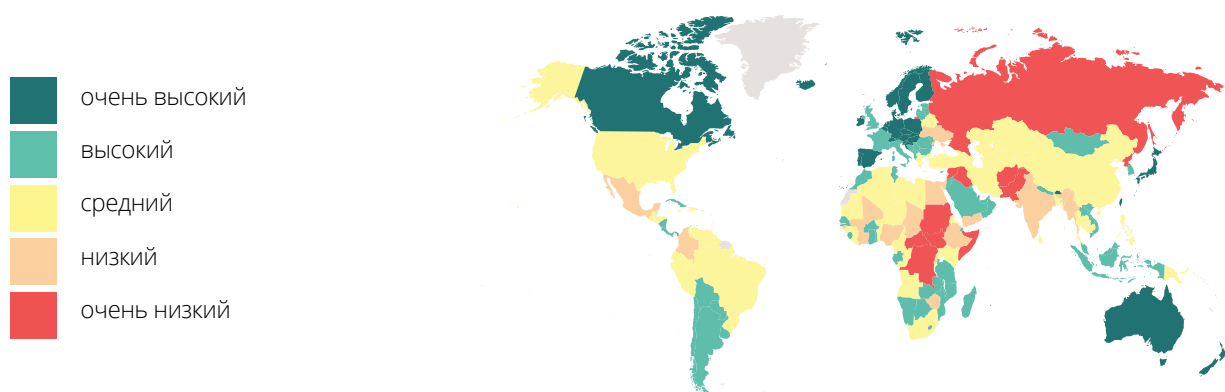 очень высокий
высокий
средний
низкий
очень низкий